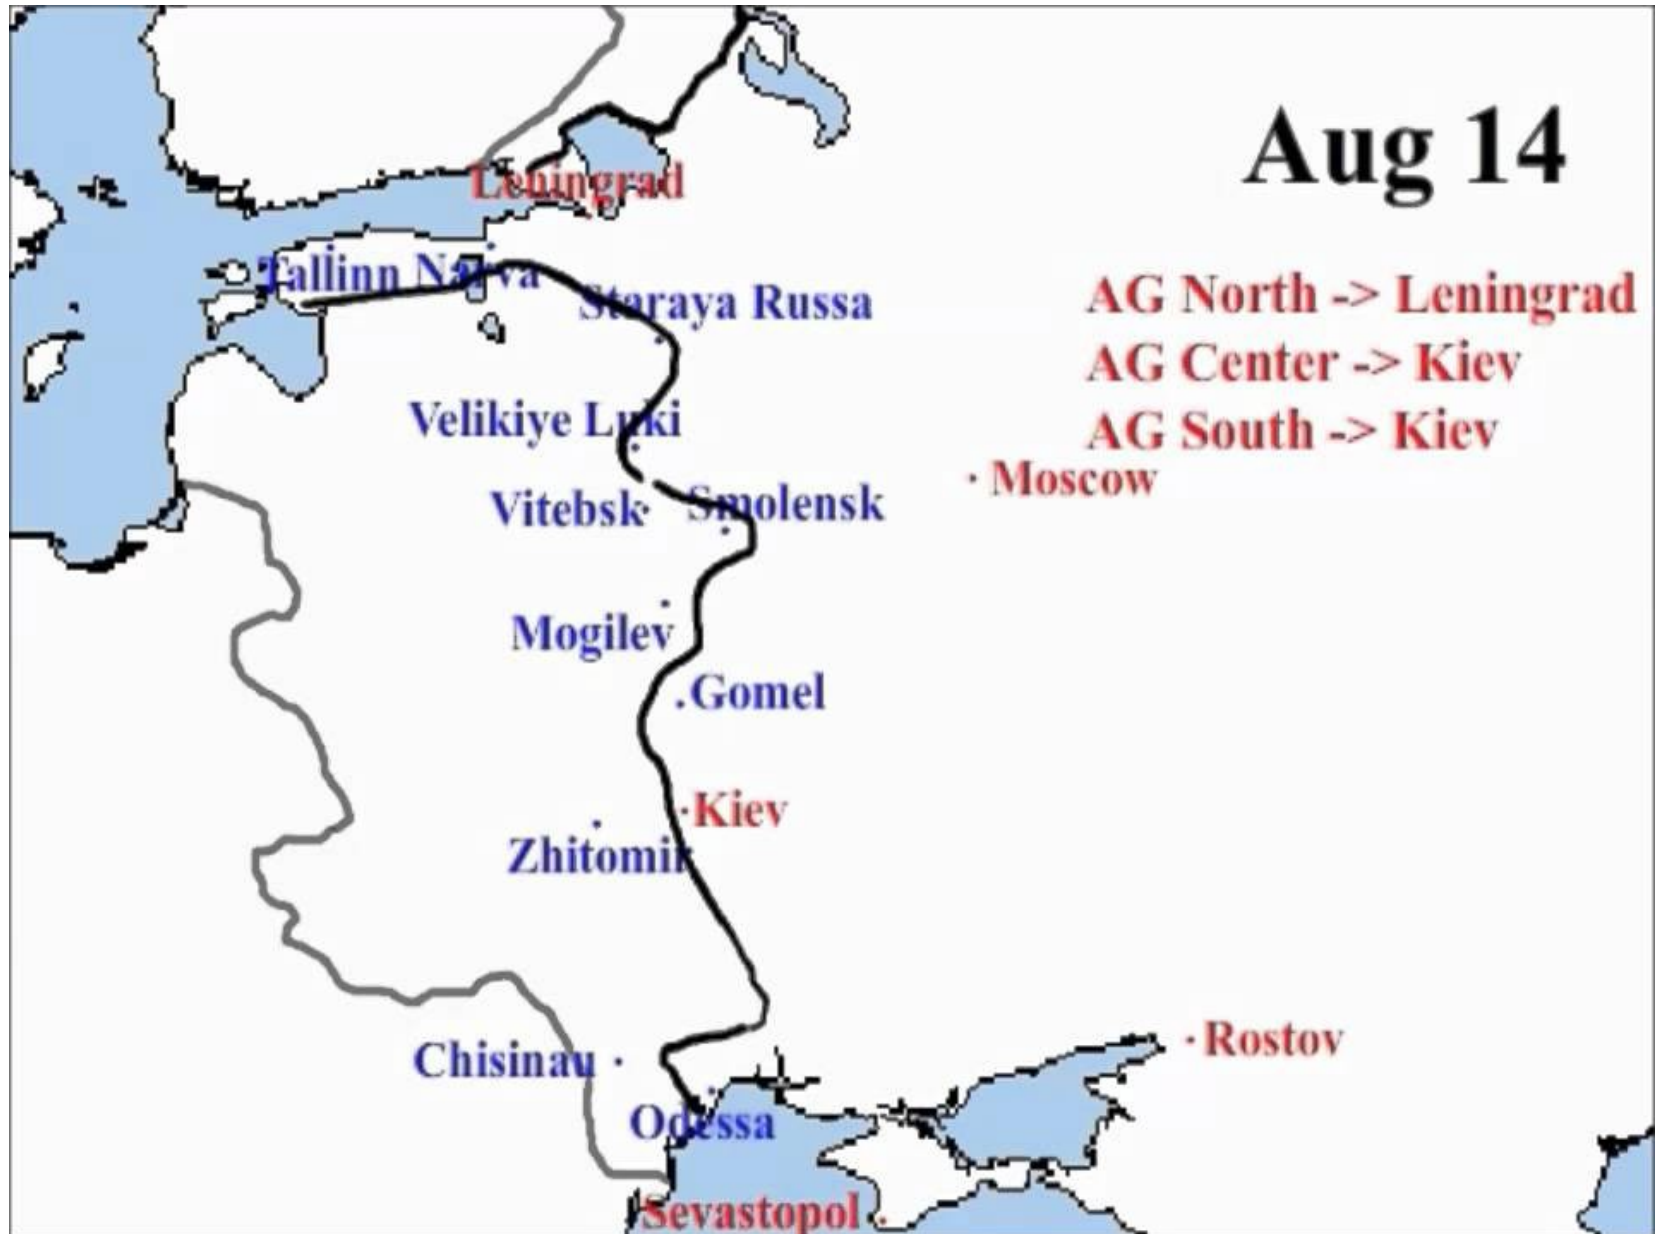 Aug 14
Leningrad
Tallinn Narva
Staraya Russa
AG North -> Leningrad
AG Center -> Kiev
AG South -> Kiev
Velikiye Luki
Moscow
Vitebsk
Smolensk
Mogilev
Gomel
Kiev
Zhitomir
Chisinau
Rostov
Odessa
Sevastopol